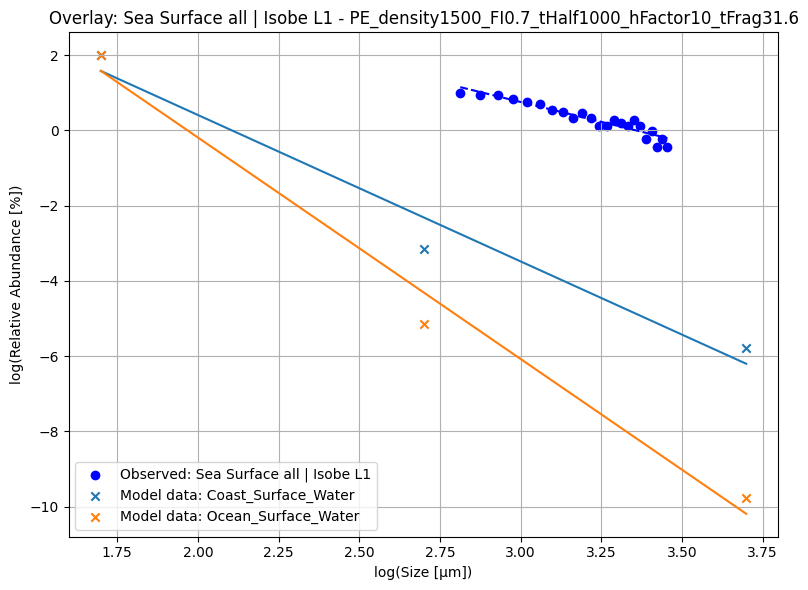 Overlay: Sea Surface all | Isobe L1 - PE_density1500_FI0.7_tHalf1000_hFactor10_tFrag31.6
log(Relative Abundance [%])
2
0
−2
−4
−6
−8
−10
Observed: Sea Surface all | Isobe L1
Model data: Coast_Surface_Water
Model data: Ocean_Surface_Water
1.75 2.00 2.25 2.50 2.75 3.00 3.25 3.50 3.75
log(Size [μm])